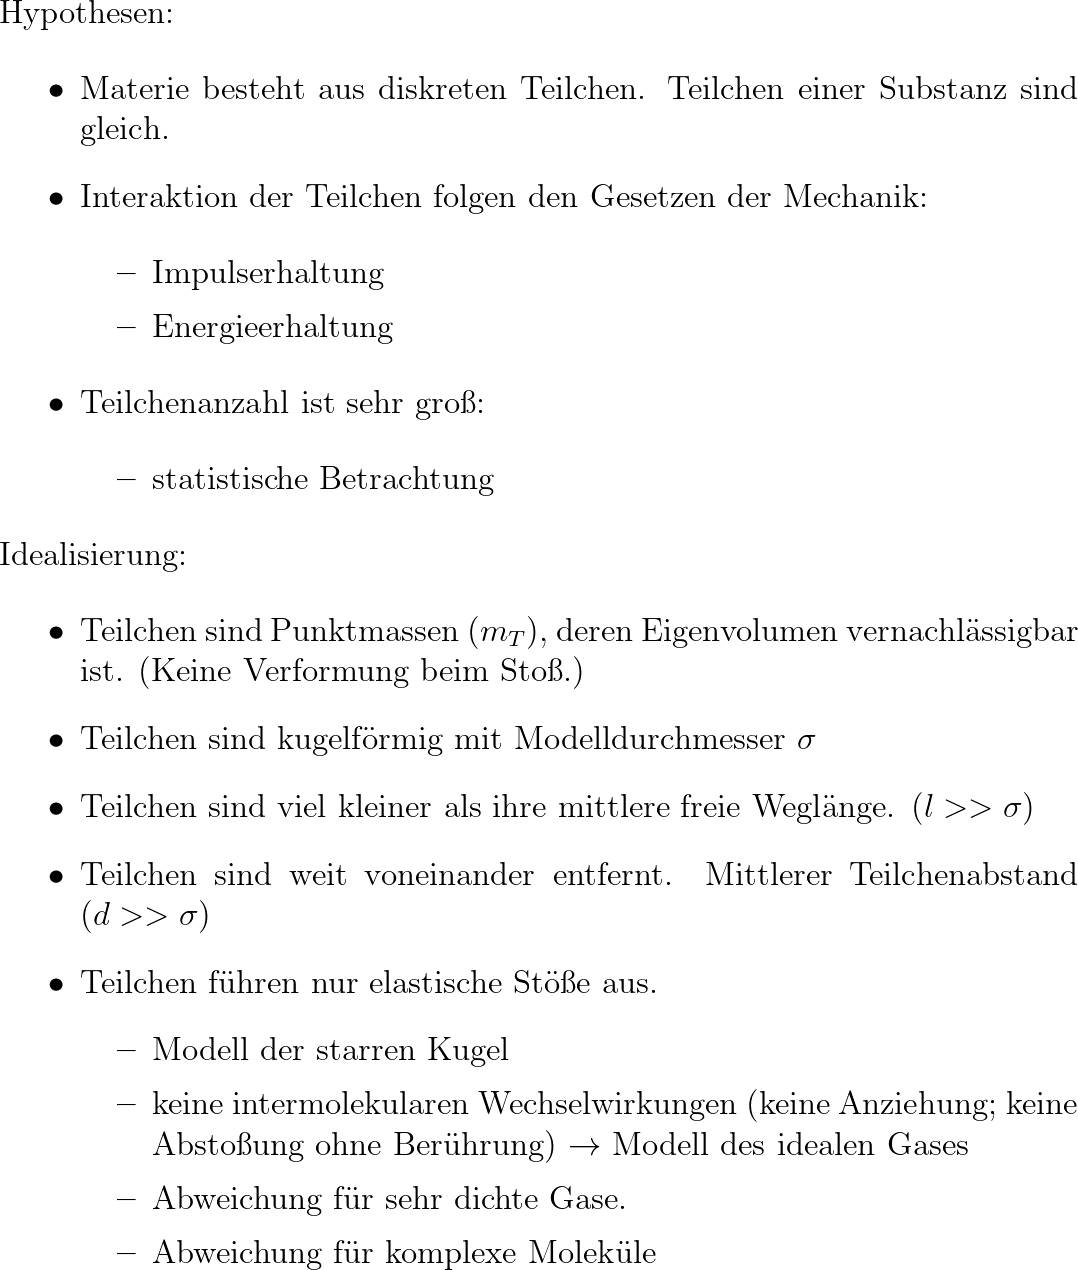 Hypothesen:
• Materie besteht aus diskreten Teilchen. Teilchen einer Substanz sind
gleich.
• Interaktion der Teilchen folgen den Gesetzen der Mechanik:
– Impulserhaltung
– Energieerhaltung
• Teilchenanzahl ist sehr groß:
– statistische Betrachtung
Idealisierung:
• Teilchen sind Punktmassen (m_T), deren Eigenvolumen vernachlässigbar
ist. (Keine Verformung beim Stoß.)
• Teilchen sind kugelförmig mit Modelldurchmesser σ
• Teilchen sind viel kleiner als ihre mittlere freie Weglänge. (l >> σ)
• Teilchen sind weit voneinander entfernt. Mittlerer Teilchenabstand
(d >> σ)
• Teilchen führen nur elastische Stöße aus.
– Modell der starren Kugel
– keine intermolekularen Wechselwirkungen (keine Anziehung; keine
Abstoßung ohne Berührung) → Modell des idealen Gases
– Abweichung für sehr dichte Gase.
– Abweichung für komplexe Moleküle